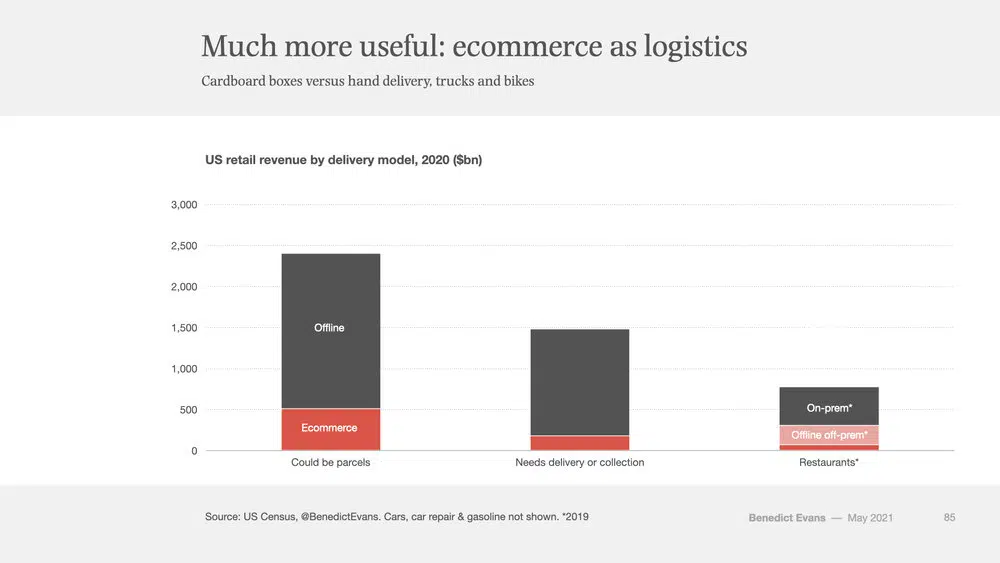 Much more useful: ecommerce as logistics
Cardboard boxes versus hand delivery, trucks and bikes
US retail revenue by delivery model, 2020 ($bn)
3,000
2,500
2,000
1,500
1,000
500
0
Offline
Ecommerce
On-prem*
Offline off-prem*
Could be parcels
Needs delivery or collection
Restaurants*
Source: US Census, @BenedictEvans. Cars, car repair & gasoline not shown. *2019
Benedict Evans — May 2021
85